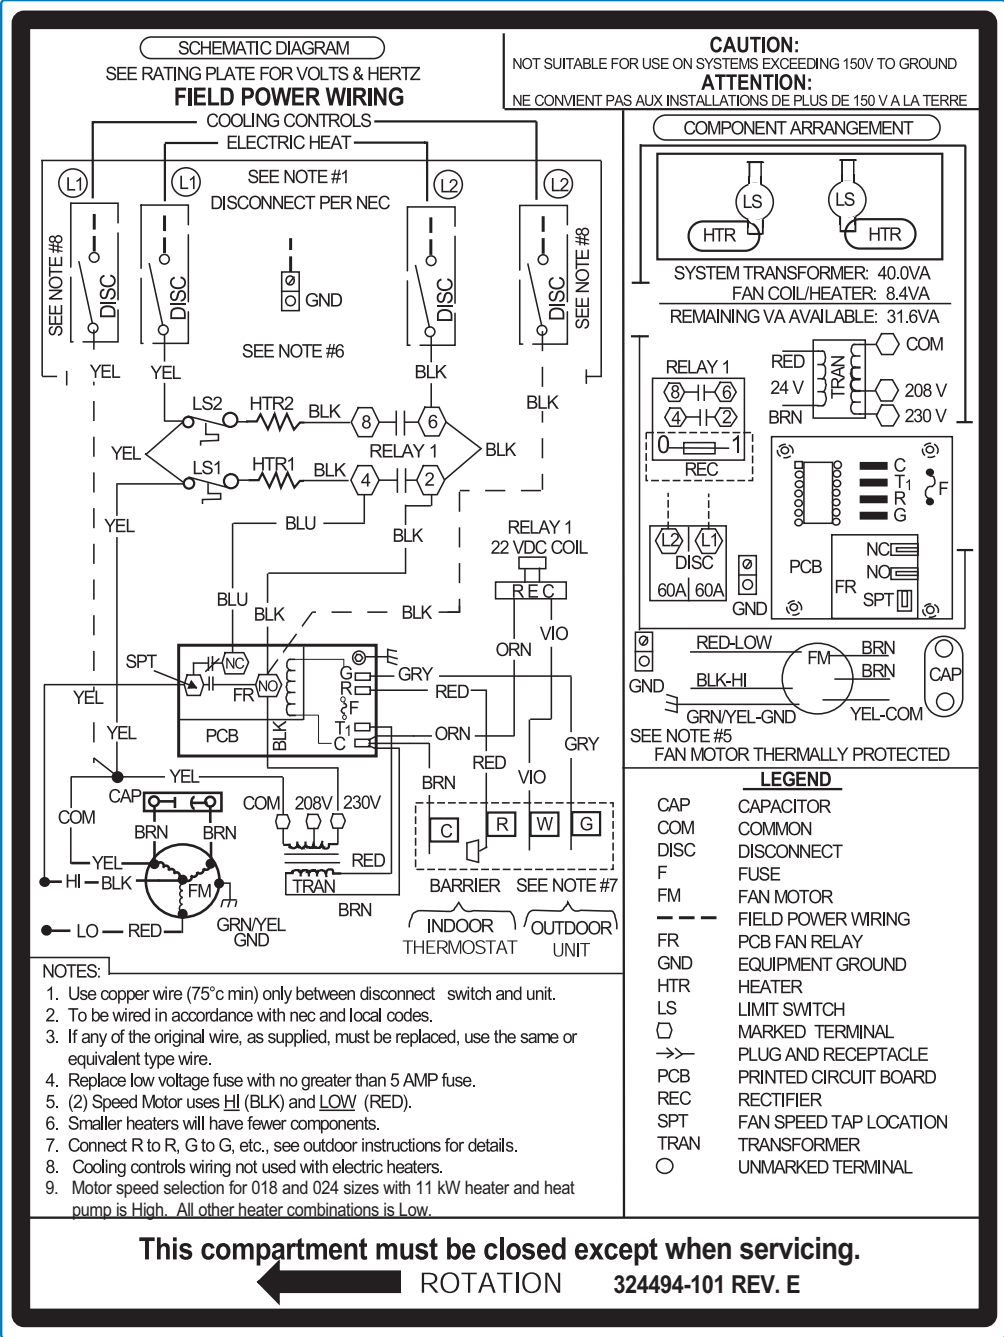 SCHEMATIC DIAGRAM
SEE RATING PLATE FOR VOLTS & HERTZ
FIELD POWER WIRING
COOLING CONTROLS
ELECTRIC HEAT
CAUTION:
NOT SUITABLE FOR USE ON SYSTEMS EXCEEDING 150V TO GROUND
ATTENTION:
NE CONVIENT PAS AUX INSTALLATIONS DE PLUS DE 150 V A LA TERRE
L1
L1
SEE NOTE #1
DISCONNECT PER NEC
L2
L2
SEE NOTE #8
DISC
DISC
GND
DISC
DISC
SEE NOTE #8
SEE NOTE #6
YEL
YEL
BLK
BLK
LS2
HTR2
BLK
8
6
YEL
RELAY 1
BLK
LS1
HTR1
BLK
4
2
YEL
BLU
BLK
RELAY 1
22 VDC COIL
REC
BLU
BLK
BLK
ORN
VIO
SPT
NC
FR
NO
G
R
F
T1
C
PCB
BLK
GRY
RED
ORN
YEL
YEL
YEL
BRN
RED
VIO
GRY
CAP
COM
BRN
BRN
COM
208V
230V
YEL
HI
BLK
FM
LO
RED
GRN/YEL
GND
TRAN
RED
BRN
C
R
W
G
BARRIER
SEE NOTE #7
INDOOR
THERMOSTAT
OUTDOOR
UNIT
COMPONENT ARRANGEMENT
LS
LS
HTR
HTR
SYSTEM TRANSFORMER: 40.0VA
FAN COIL/HEATER: 8.4VA
REMAINING VA AVAILABLE: 31.6VA
RELAY 1
8
6
4
2
0
1
REC
RED
24 V
BRN
TRAN
COM
208 V
230 V
L2
L1
DISC
60A
60A
GND
C
T1
R
G
F
PCB
FR
NC
NO
SPT
GND
RED-LOW
BLK-HI
GRN/YEL-GND
FM
BRN
BRN
YEL-COM
CAP
SEE NOTE #5
FAN MOTOR THERMALLY PROTECTED
LEGEND
CAP CAPACITOR
COM COMMON
DISC DISCONNECT
F FUSE
FM FAN MOTOR
FIELD POWER WIRING
FR PCB FAN RELAY
GND EQUIPMENT GROUND
HTR HEATER
LS LIMIT SWITCH
MARKED TERMINAL
PLUG AND RECEPTACLE
PCB PRINTED CIRCUIT BOARD
REC RECTIFIER
SPT FAN SPEED TAP LOCATION
TRAN TRANSFORMER
UNMARKED TERMINAL
NOTES:
1. Use copper wire (75°c min) only between disconnect switch and unit.
2. To be wired in accordance with nec and local codes.
3. If any of the original wire, as supplied, must be replaced, use the same or
equivalent type wire.
4. Replace low voltage fuse with no greater than 5 AMP fuse.
5. (2) Speed Motor uses HI (BLK) and LOW (RED).
6. Smaller heaters will have fewer components.
7. Connect R to R, G to G, etc., see outdoor instructions for details.
8. Cooling controls wiring not used with electric heaters.
9. Motor speed selection for 018 and 024 sizes with 11 kW heater and heat
pump is High. All other heater combinations is Low.
This compartment must be closed except when servicing.
ROTATION 324494-101 REV. E